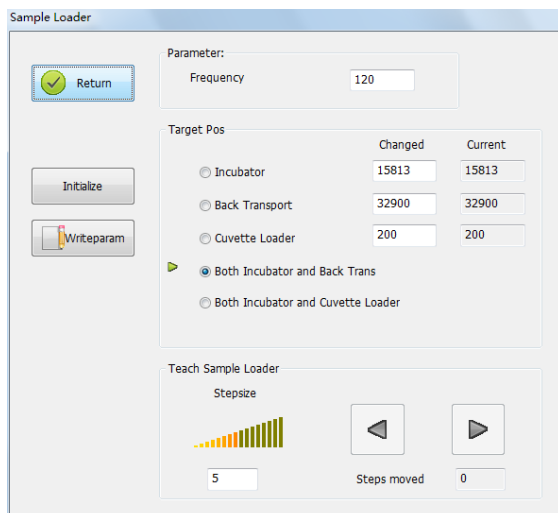 Sample Loader
Parameter:
Return
Frequency
120
Target Pos
Changed
Current
Initialize
Incubator
15813
15813
Back Transport
32900
32900
Writeparam
Cuvette Loader
200
200
Both Incubator and Back Trans
Both Incubator and Cuvette Loader
Teach Sample Loader
Stepsize
5
Steps moved
0